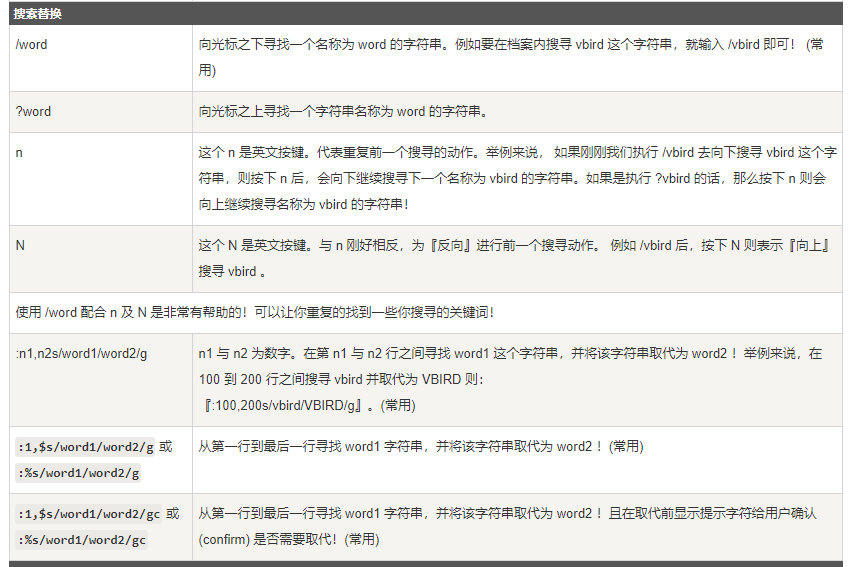 搜索替换
/word
向光标之下寻找一个名称为 word 的字符串。例如要在档案内搜寻 vbird 这个字符串，就输入 /vbird 即可！ (常
用)
?word
向光标之上寻找一个字符串名称为 word 的字符串。
n
这个 n 是英文按键。代表重复前一个搜寻的动作。举例来说， 如果刚刚我们执行 /vbird 去向下搜寻 vbird 这个字
符串，则按下 n 后，会向下继续搜寻下一个名称为 vbird 的字符串。如果是执行 ?vbird 的话，那么按下 n 则会
向上继续搜寻名称为 vbird 的字符串！
N
这个 N 是英文按键。与 n 刚好相反，为『反向』进行前一个搜寻动作。 例如 /vbird 后，按下 N 则表示『向上』
搜寻 vbird 。
使用 /word 配合 n 及 N 是非常有帮助的！可以让你重复的找到一些你搜寻的关键词！
:n1,n2s/word1/word2/g
n1 与 n2 为数字。在第 n1 与 n2 行之间寻找 word1 这个字符串，并将该字符串取代为 word2 ！举例来说，在
100 到 200 行之间搜寻 vbird 并取代为 VBIRD 则：
『:100,200s/vbird/VBIRD/g』。(常用)
:1,$s/word1/word2/g 或
:%s/word1/word2/g
从第一行到最后一行寻找 word1 字符串，并将该字符串取代为 word2 ！(常用)
:1,$s/word1/word2/gc 或
:%s/word1/word2/gc
从第一行到最后一行寻找 word1 字符串，并将该字符串取代为 word2 ！且在取代前显示提示字符给用户确认
(confirm) 是否需要取代！(常用)